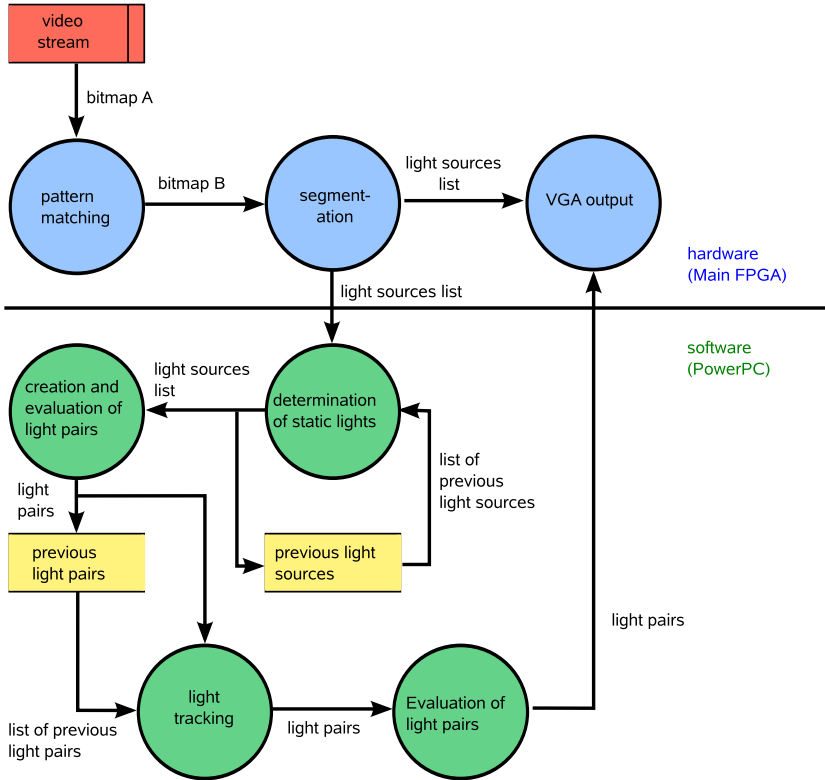 video
stream
bitmap A
pattern
matching
bitmap B
segment-
ation
light sources
list
VGA output
hardware
(Main FPGA)
light sources list
software
(PowerPC)
creation and
evaluation of
light pairs
light sources
list
determination
of static lights
list of
previous
light sources
light
pairs
previous
light pairs
previous light
sources
light pairs
list of previous
light pairs
light
tracking
light pairs
Evaluation of
light pairs